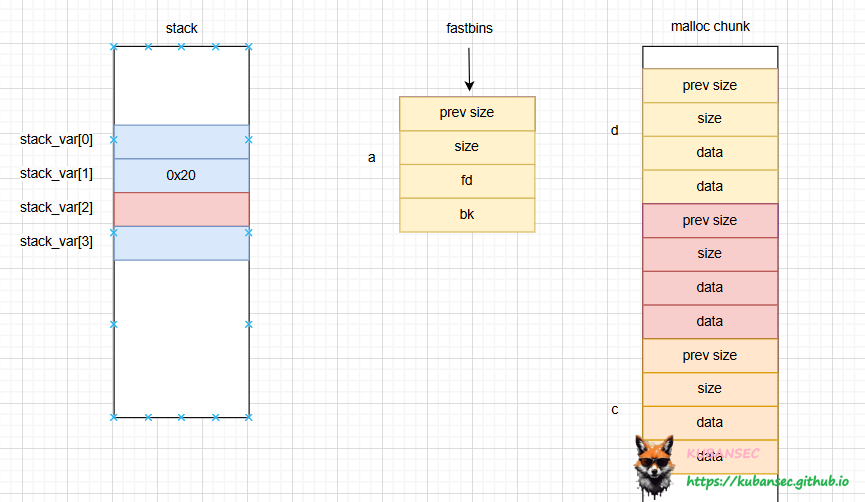 stack
stack_var[0]
stack_var[1]
0x20
stack_var[2]
stack_var[3]
fastbins
a
prev size
size
fd
bk
malloc chunk
d
prev size
size
data
data
prev size
size
data
data
c
prev size
size
data
data
KUBANSEC
https://kubansec.github.io